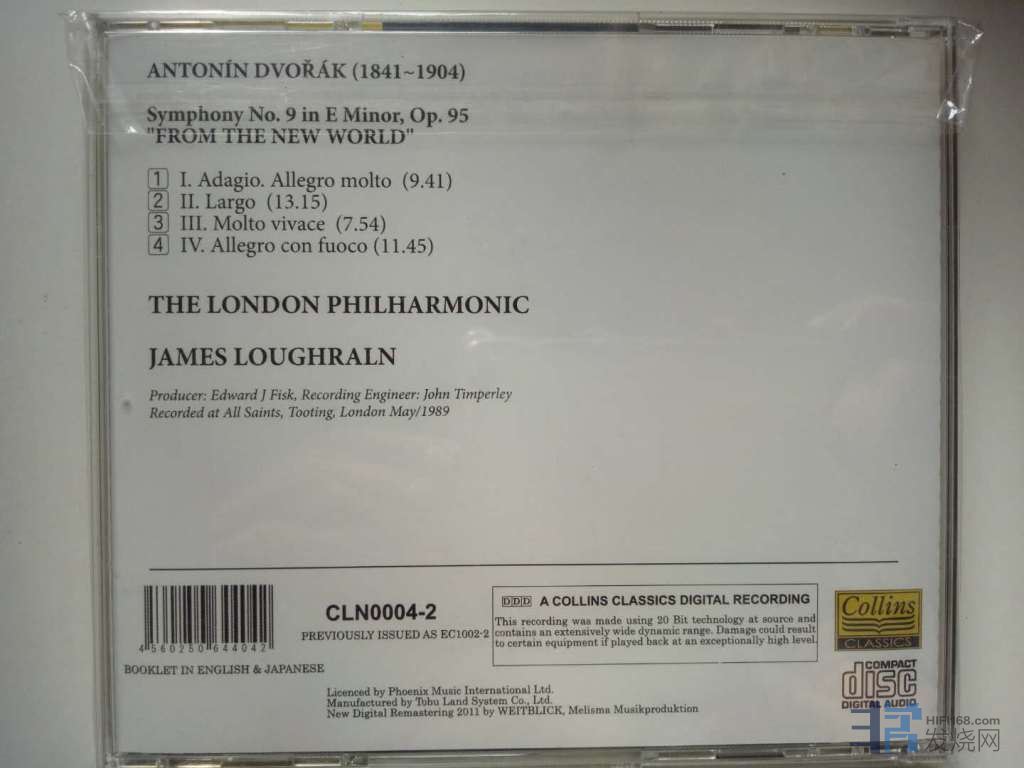 ANTONÍN DVOŘÁK (1841~1904)
Symphony No. 9 in E Minor, Op. 95
"FROM THE NEW WORLD"
1 I. Adagio. Allegro molto (9.41)
2 II. Largo (13.15)
3 III. Molto vivace (7.54)
4 IV. Allegro con fuoco (11.45)
THE LONDON PHILHARMONIC
JAMES LOUGHRALN
Producer: Edward J Fisk, Recording Engineer: John Timperley
Recorded at All Saints, Tooting, London May/1989
4 560250 644042
CLN0004-2
PREVIOUSLY ISSUED AS EC1002-2
BOOKLET IN ENGLISH & JAPANESE
DDD A COLLINS CLASSICS DIGITAL RECORDING
This recording was made using 20 Bit technology at source and
contains an extensively wide dynamic range. Damage could result
to certain equipment if played back at an exceptionally high level.
Collins
CLASSICS
COMPACT
disc
DIGITAL AUDIO
Licenced by Phoenix Music International Ltd.
Manufactured by Tobu Land System Co., Ltd.
New Digital Remastering 2011 by WEITBLICK, Melisma Musikproduktion
HIFI168.com
发烧网